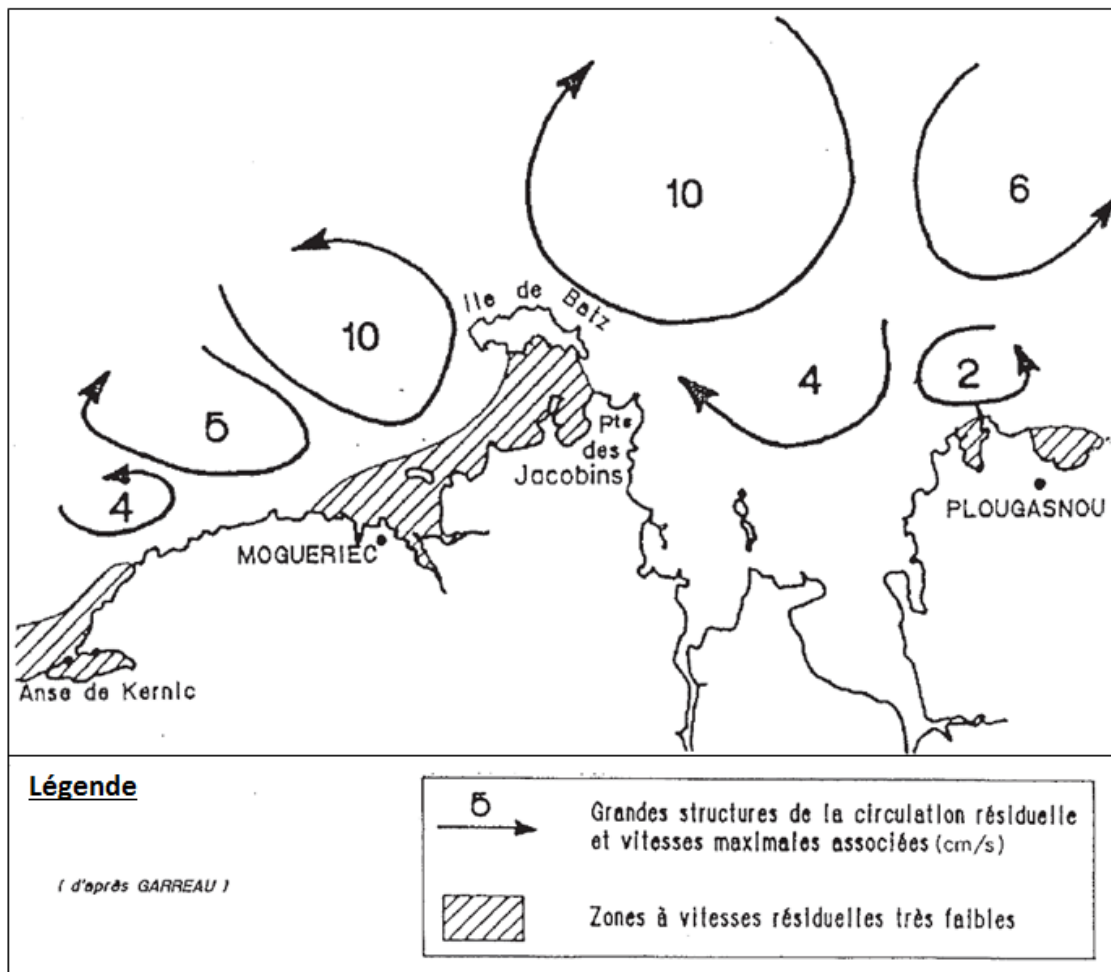 10
6
Ile de Batz
10
2
4
5
Pte
des
Jacobins
4
PLOUGASNOU
MOGUERIEC
Anse de Kernic
Légende
5
Grandes structures de la circulation résiduelle
et vitesses maximales associées (cm/s)
( d'après GARREAU )
Zones à vitesses résiduelles très faibles